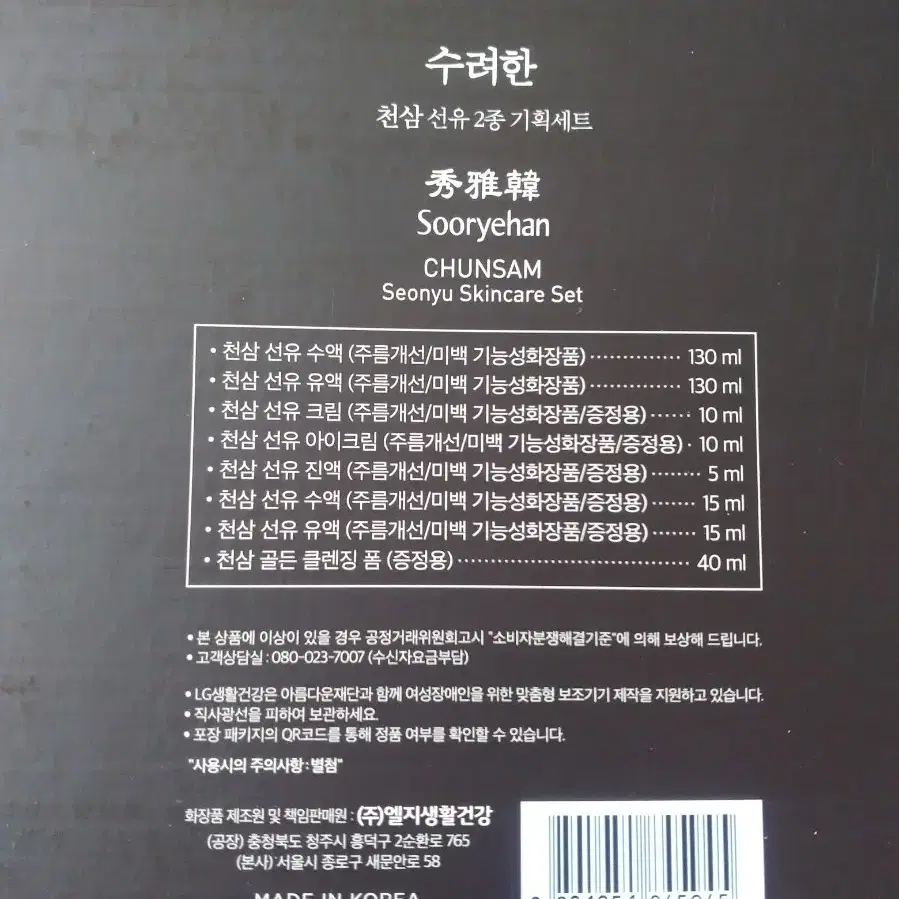 수려한
천삼 선유 2종 기획세트
秀雅韓
Sooryehan
CHUNSAM
Seonyu Skincare Set
• 천삼 선유 수액 (주름개선/미백 기능성화장품) ·············· 130 ml
• 천삼 선유 유액 (주름개선/미백 기능성화장품) ·············· 130 ml
• 천삼 선유 크림 (주름개선/미백 기능성화장품/증정용) ······ 10 ml
• 천삼 선유 아이크림 (주름개선/미백 기능성화장품/증정용) · 10 ml
• 천삼 선유 진액 (주름개선/미백 기능성화장품/증정용) ········ 5 ml
• 천삼 선유 수액 (주름개선/미백 기능성화장품/증정용) ······· 15 ml
• 천삼 선유 유액 (주름개선/미백 기능성화장품/증정용) ······· 15 ml
• 천삼 골든 클렌징 폼 (증정용) ···································· 40 ml
• 본 상품에 이상이 있을 경우 공정거래위원회고시 "소비자분쟁해결기준"에 의해 보상해 드립니다.
• 고객상담실 : 080-023-7007 (수신자요금부담)
• LG생활건강은 아름다운재단과 함께 여성장애인을 위한 맞춤형 보조기기 제작을 지원하고 있습니다.
• 직사광선을 피하여 보관하세요.
• 포장 패키지의 QR코드를 통해 정품 여부를 확인할 수 있습니다.
"사용시의 주의사항 : 별첨"
화장품 제조원 및 책임판매원 : (주)엘지생활건강
(공장) 충청북도 청주시 흥덕구 2순환로 765
(본사) 서울시 종로구 새문안로 58
MADE IN KOREA